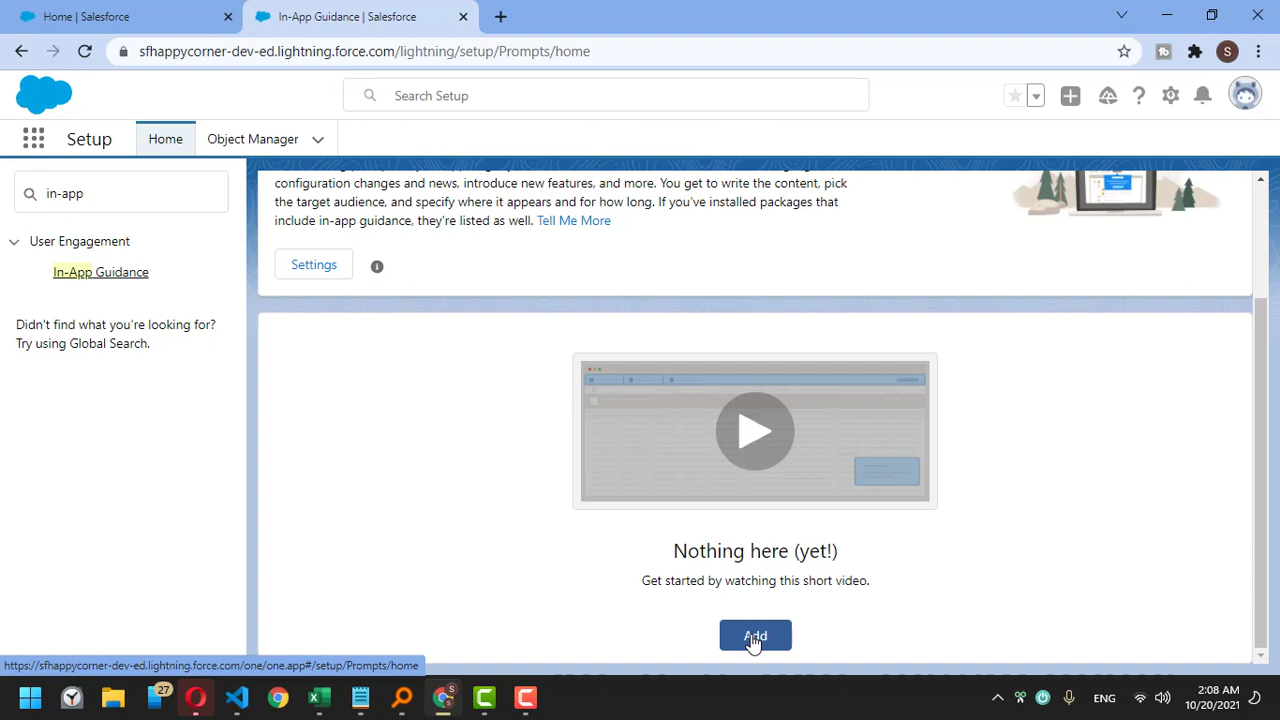 Home | Salesforce
In-App Guidance | Salesforce
sfhappycorner-dev-ed.lightning.force.com/lightning/setup/Prompts/home
S
Search Setup
Setup
Home
Object Manager
in-app
User Engagement
In-App Guidance
Didn't find what you're looking for?
Try using Global Search.
configuration changes and news, introduce new features, and more. You get to write the content, pick
the target audience, and specify where it appears and for how long. If you've installed packages that
include in-app guidance, they're listed as well. Tell Me More
Settings
Nothing here (yet!)
Get started by watching this short video.
Add
https://sfhappycorner-dev-ed.lightning.force.com/one/one.app#/setup/Prompts/home
27
S
ENG
2:08 AM
10/20/2021